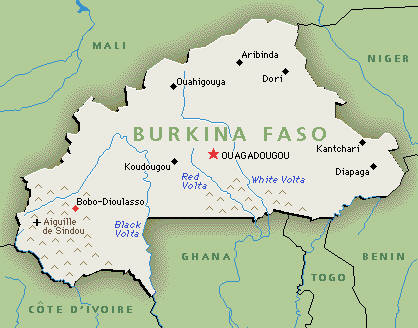 MALI
NIGER
Aribinda
Dori
Ouahigouya
BURKINA FASO
Kantchari
OUAGADOUGOU
Koudougou
Diapaga
Red
Volta
White Volta
Bobo-Dioulasso
Aiguille
de Sindou
Black
Volta
GHANA
BENIN
TOGO
CÔTE D'IVOIRE